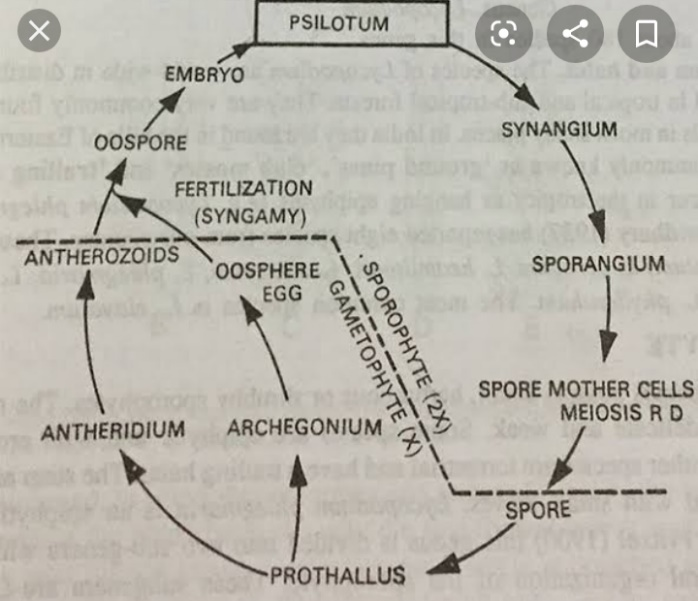 PSILOTUM
EMBRYO
SYNANGIUM
OOSPORE
FERTILIZATION
(SYNGAMY)
ANTHEROZOIDS
OOSPHERE
EGG
SPORANGIUM
SPOROPHYTE (2X)
GAMETOPHYTE (X)
SPORE MOTHER CELLS
MEIOSIS R D
ANTHERIDIUM
ARCHEGONIUM
SPORE
PROTHALLUS